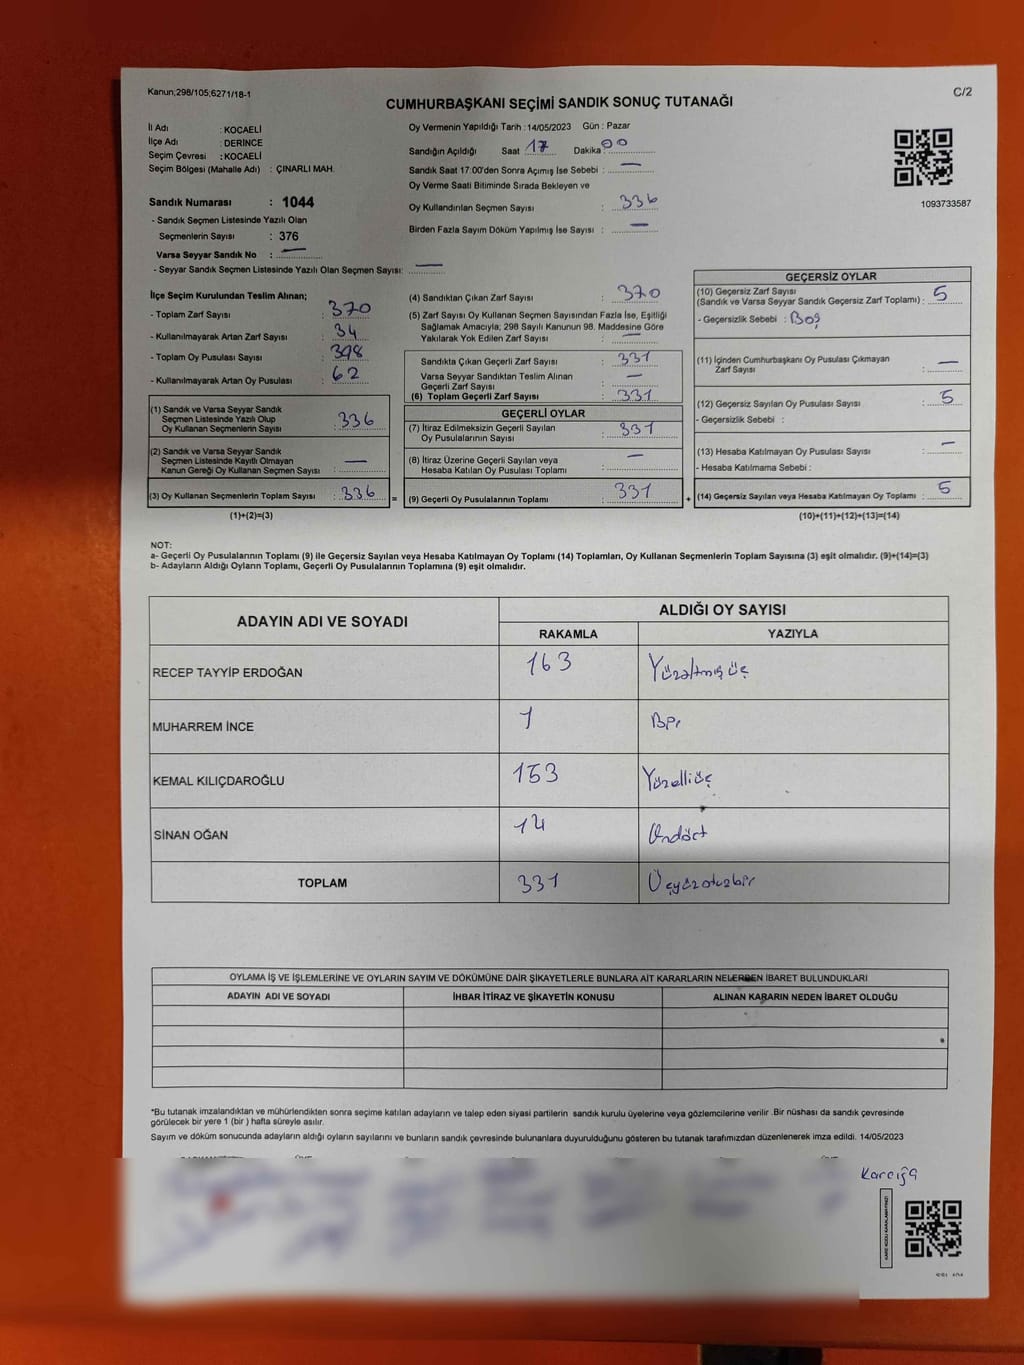 Kanun;298/105;6271/18-1
C/2
CUMHURBAŞKANI SEÇİMİ SANDIK SONUÇ TUTANAĞI
İl Adı : KOCAELİ
İlçe Adı : DERİNCE
Seçim Çevresi : KOCAELİ
Seçim Bölgesi (Mahalle Adı) : ÇINARLI MAH.
Sandık Numarası : 1044
- Sandık Seçmen Listesinde Yazılı Olan
Seçmenlerin Sayısı : 376
Varsa Seyyar Sandık No : —
- Seyyar Sandık Seçmen Listesinde Yazılı Olan Seçmen Sayısı: —
Oy Vermenin Yapıldığı Tarih :14/05/2023 Gün : Pazar
Sandığın Açıldığı Saat 17 Dakika 00
Sandık Saat 17:00'den Sonra Açımış İse Sebebi : —
Oy Verme Saati Bitiminde Sırada Bekleyen ve
Oy Kullandırılan Seçmen Sayısı : 336
Birden Fazla Sayım Döküm Yapılmış İse Sayısı : —
1093733587
İlçe Seçim Kurulundan Teslim Alınan;
- Toplam Zarf Sayısı : 370
- Kullanılmayarak Artan Zarf Sayısı : 34
- Toplam Oy Pusulası Sayısı : 398
- Kullanılmayarak Artan Oy Pusulası : 62
(1) Sandık ve Varsa Seyyar Sandık
Seçmen Listesinde Yazılı Olup
Oy Kullanan Seçmenlerin Sayısı : 336
(2) Sandık ve Varsa Seyyar Sandık
Seçmen Listesinde Kayıtlı Olmayan
Kanun Gereği Oy Kullanan Seçmen Sayısı : —
(3) Oy Kullanan Seçmenlerin Toplam Sayısı : 336 =
(1)+(2)=(3)
(4) Sandıktan Çıkan Zarf Sayısı : 370
(5) Zarf Sayısı Oy Kullanan Seçmen Sayısından Fazla İse, Eşitliği
Sağlamak Amacıyla; 298 Sayılı Kanunun 98. Maddesine Göre
Yakılarak Yok Edilen Zarf Sayısı : —
Sandıkta Çıkan Geçerli Zarf Sayısı : 331
Varsa Seyyar Sandıktan Teslim Alınan
Geçerli Zarf Sayısı : —
(6) Toplam Geçerli Zarf Sayısı : 331
GEÇERLİ OYLAR
(7) İtiraz Edilmeksizin Geçerli Sayılan
Oy Pusulalarının Sayısı : 331
(8) İtiraz Üzerine Geçerli Sayılan veya
Hesaba Katılan Oy Pusulası Toplamı : —
(9) Geçerli Oy Pusulalarının Toplamı : 331 +
GEÇERSİZ OYLAR
(10) Geçersiz Zarf Sayısı
(Sandık ve Varsa Seyyar Sandık Geçersiz Zarf Toplamı) : 5
- Geçersizlik Sebebi : Boş
(11) İçinden Cumhurbaşkanı Oy Pusulası Çıkmayan
Zarf Sayısı : —
(12) Geçersiz Sayılan Oy Pusulası Sayısı : 5
- Geçersizlik Sebebi :
(13) Hesaba Katılmayan Oy Pusulası Sayısı : —
- Hesaba Katılmama Sebebi :
(14) Geçersiz Sayılan veya Hesaba Katılmayan Oy Toplamı : 5
(10)+(11)+(12)+(13)=(14)
NOT:
a- Geçerli Oy Pusulalarının Toplamı (9) ile Geçersiz Sayılan veya Hesaba Katılmayan Oy Toplamı (14) Toplamları, Oy Kullanan Seçmenlerin Toplam Sayısına (3) eşit olmalıdır. (9)+(14)=(3)
b- Adayların Aldığı Oyların Toplamı, Geçerli Oy Pusulalarının Toplamına (9) eşit olmalıdır.
ADAYIN ADI VE SOYADI ALDIĞI OY SAYISI
RAKAMLA YAZIYLA
RECEP TAYYİP ERDOĞAN 163 Yüzaltmışüç
MUHARREM İNCE 1 Bir
KEMAL KILIÇDAROĞLU 153 Yüzelliüç
SİNAN OĞAN 14 Ondört
TOPLAM 331 Üçyüzotuzbir
OYLAMA İŞ VE İŞLEMLERİNE VE OYLARIN SAYIM VE DÖKÜMÜNE DAİR ŞİKAYETLERLE BUNLARA AİT KARARLARIN NELERDEN İBARET BULUNDUKLARI
ADAYIN ADI VE SOYADI İHBAR İTİRAZ VE ŞİKAYETİN KONUSU ALINAN KARARIN NEDEN İBARET OLDUĞU
*Bu tutanak imzalandıktan ve mühürlendikten sonra seçime katılan adayların ve talep eden siyasi partilerin sandık kurulu üyelerine veya gözlemcilerine verilir .Bir nüshası da sandık çevresinde
görülecek bir yere 1 (bir ) hafta süreyle asılır.
Sayım ve döküm sonucunda adayların aldığı oyların sayılarını ve bunların sandık çevresinde bulunanlara duyurulduğunu gösteren bu tutanak tarafımızdan düzenlenerek imza edildi. 14/05/2023